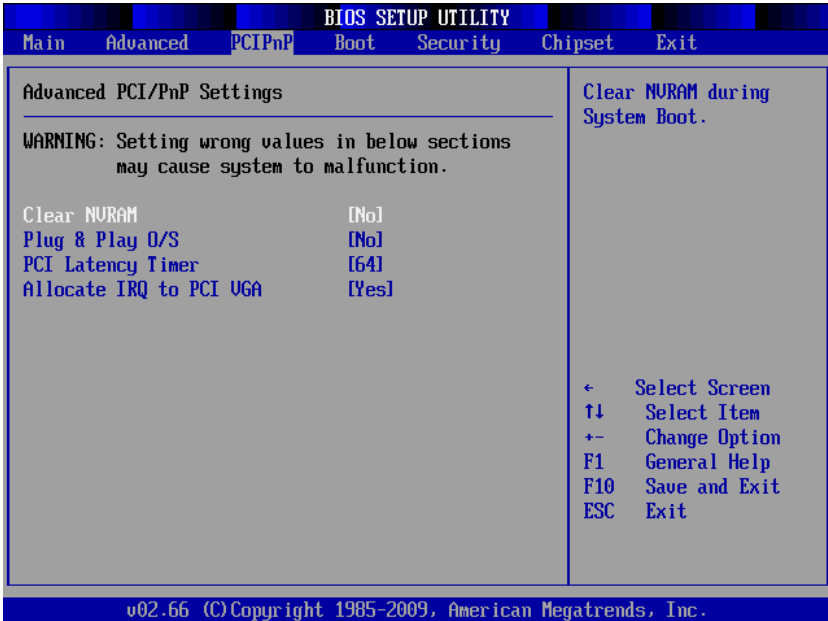 BIOS SETUP UTILITY
Main Advanced PCIPnP Boot Security Chipset Exit
Advanced PCI/PnP Settings
WARNING: Setting wrong values in below sections
may cause system to malfunction.
Clear NVRAM [No]
Plug & Play O/S [No]
PCI Latency Timer [64]
Allocate IRQ to PCI VGA [Yes]
Clear NVRAM during
System Boot.
← Select Screen
↑↓ Select Item
+- Change Option
F1 General Help
F10 Save and Exit
ESC Exit
v02.66 (C)Copyright 1985-2009, American Megatrends, Inc.